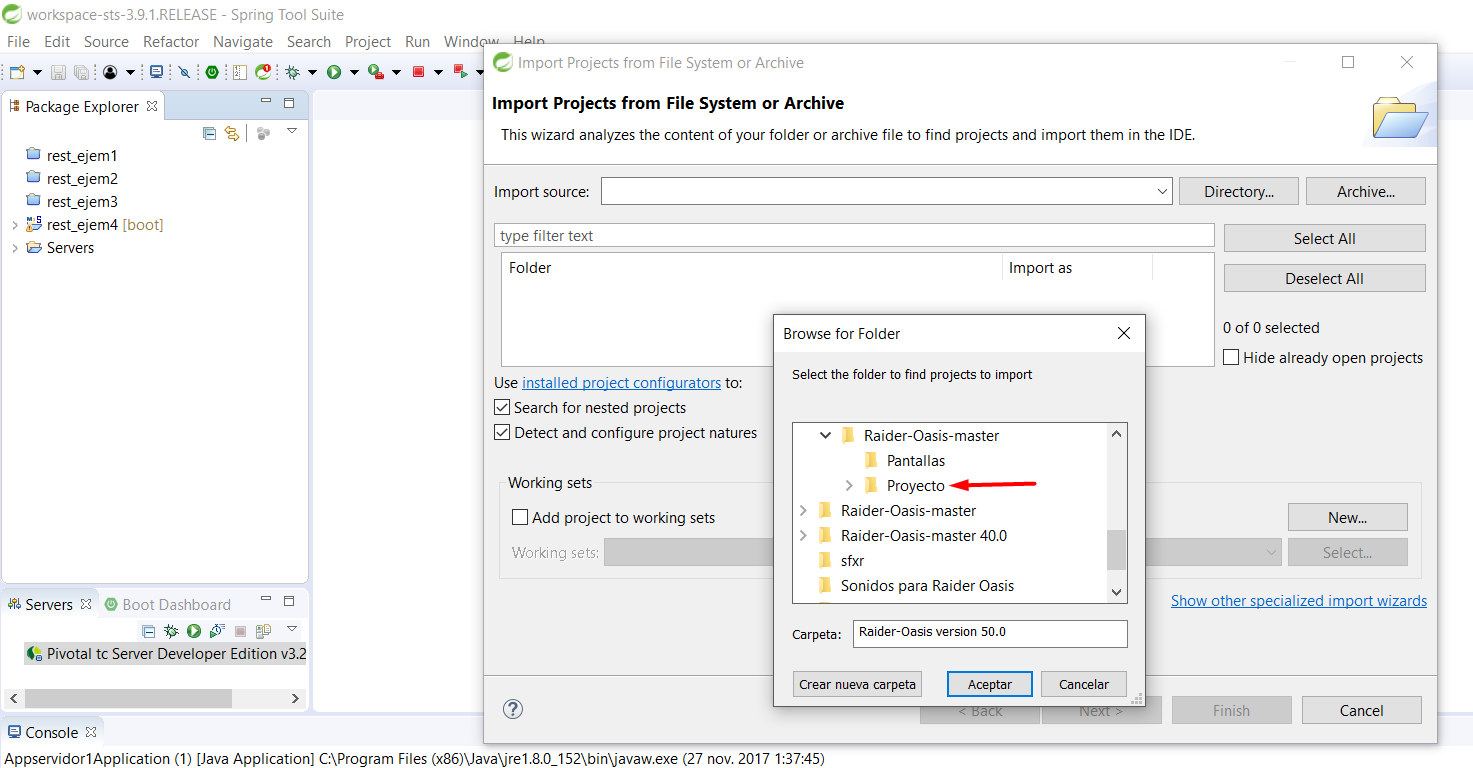 workspace-sts-3.9.1.RELEASE - Spring Tool Suite
File Edit Source Refactor Navigate Search Project Run Window Help
Package Explorer
rest_ejem1
rest_ejem2
rest_ejem3
rest_ejem4 [boot]
Servers
Servers Boot Dashboard
Pivotal tc Server Developer Edition v3.2
Console
Appservidor1Application (1) [Java Application] C:\Program Files (x86)\Java\jre1.8.0_152\bin\javaw.exe (27 nov. 2017 1:37:45)
Import Projects from File System or Archive
Import Projects from File System or Archive
This wizard analyzes the content of your folder or archive file to find projects and import them in the IDE.
Import source: Directory... Archive...
type filter text
Select All
Folder Import as
Deselect All
0 of 0 selected
Hide already open projects
Use installed project configurators to:
Search for nested projects
Detect and configure project natures
Working sets
Add project to working sets New...
Working sets: Select...
Show other specialized import wizards
< Back Next > Finish Cancel
Browse for Folder
Select the folder to find projects to import
Raider-Oasis-master
Pantallas
Proyecto
Raider-Oasis-master
Raider-Oasis-master 40.0
sfxr
Sonidos para Raider Oasis
Carpeta: Raider-Oasis version 50.0
Crear nueva carpeta Aceptar Cancelar